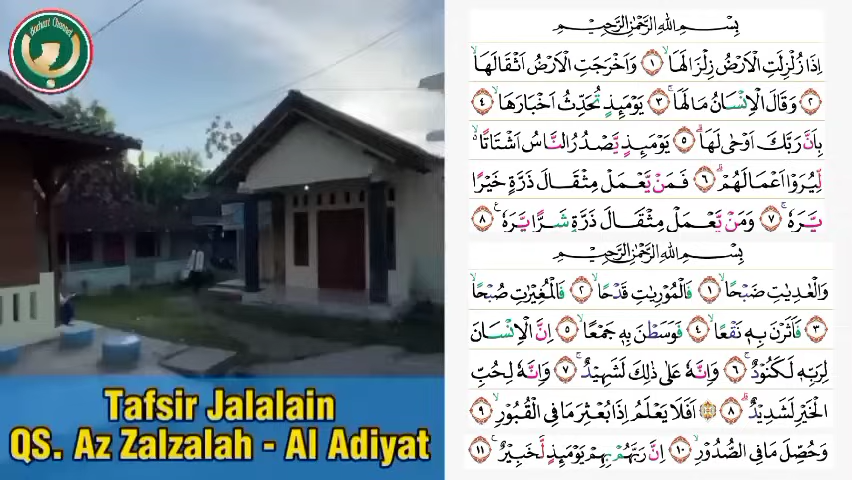 Nurhart Channel
Tafsir Jalalain
QS. Az Zalzalah - Al Adiyat
بِسْمِ اللّٰهِ الرَّحْمٰنِ الرَّحِيْمِ
اِذَا زُلْزِلَتِ الْاَرْضُ زِلْزَالَهَاۙ ١ وَاَخْرَجَتِ الْاَرْضُ اَثْقَالَهَاۙ
٢ وَقَالَ الْاِنْسَانُ مَا لَهَاۚ ٣ يَوْمَىِٕذٍ تُحَدِّثُ اَخْبَارَهَاۙ ٤
بِاَنَّ رَبَّكَ اَوْحٰى لَهَاۗ ٥ يَوْمَىِٕذٍ يَّصْدُرُ النَّاسُ اَشْتَاتًاۙ
لِّيُرَوْا اَعْمَالَهُمْۗ ٦ فَمَنْ يَّعْمَلْ مِثْقَالَ ذَرَّةٍ خَيْرًا
يَّرَهٗۚ ٧ وَمَنْ يَّعْمَلْ مِثْقَالَ ذَرَّةٍ شَرًّا يَّرَهٗ ࣖ ٨
بِسْمِ اللّٰهِ الرَّحْمٰنِ الرَّحِيْمِ
وَالْعٰدِيٰتِ ضَبْحًاۙ ١ فَالْمُوْرِيٰتِ قَدْحًاۙ ٢ فَالْمُغِيْرٰتِ صُبْحًاۙ
٣ فَاَثَرْنَ بِهٖ نَقْعًاۙ ٤ فَوَسَطْنَ بِهٖ جَمْعًاۙ ٥ اِنَّ الْاِنْسَانَ
لِرَبِّهٖ لَكَنُوْدٌۚ ٦ وَاِنَّهٗ عَلٰى ذٰلِكَ لَشَهِيْدٌۚ ٧ وَاِنَّهٗ لِحُبِّ
الْخَيْرِ لَشَدِيْدٌۗ ٨ ۞ اَفَلَا يَعْلَمُ اِذَا بُعْثِرَ مَا فِى الْقُبُوْرِۙ ٩
وَحُصِّلَ مَا فِى الصُّدُوْرِۙ ١٠ اِنَّ رَبَّهُمْ بِهِمْ يَوْمَىِٕذٍ لَّخَبِيْرٌ ࣖ ١١